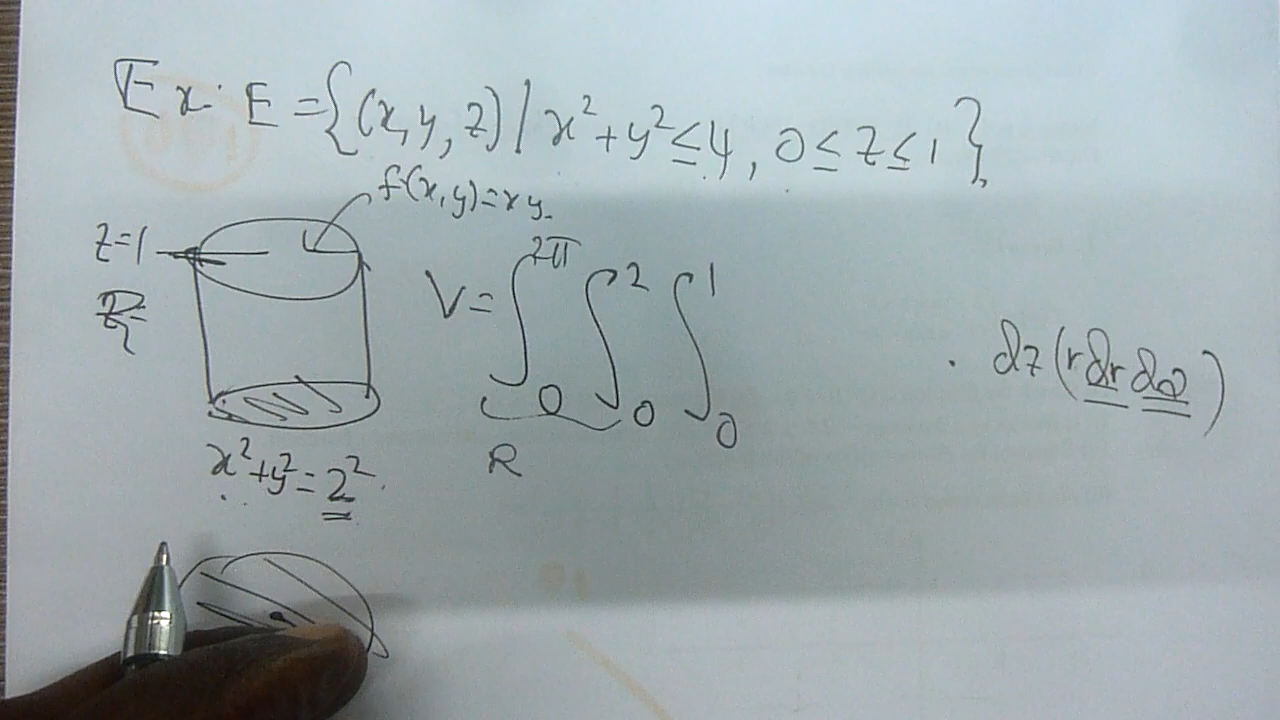 Ex: E = {(x, y, z) / x² + y² ≤ 4, 0 ≤ z ≤ 1}
f(x, y) = xy
z=1
V = ∫₀^2π ∫₀^2 ∫₀^1 . dz (r dr dθ)
R
x² + y² = 2²